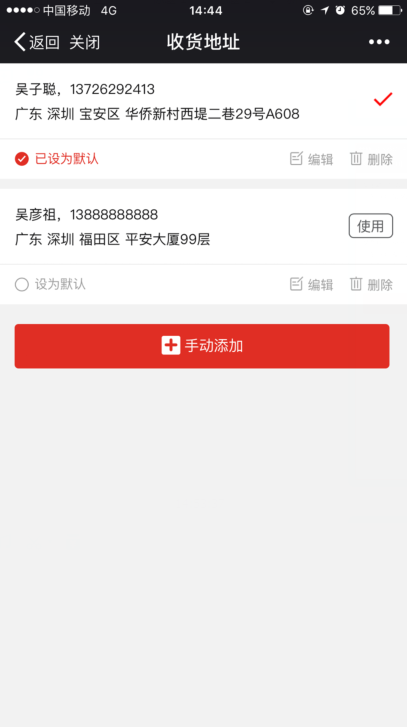 中国移动 4G 14:44 65%
返回 关闭 收货地址
吴子聪，13726292413
广东 深圳 宝安区 华侨新村西堤二巷29号A608
已设为默认 编辑 删除
吴彦祖，13888888888
广东 深圳 福田区 平安大厦99层
使用
设为默认 编辑 删除
手动添加